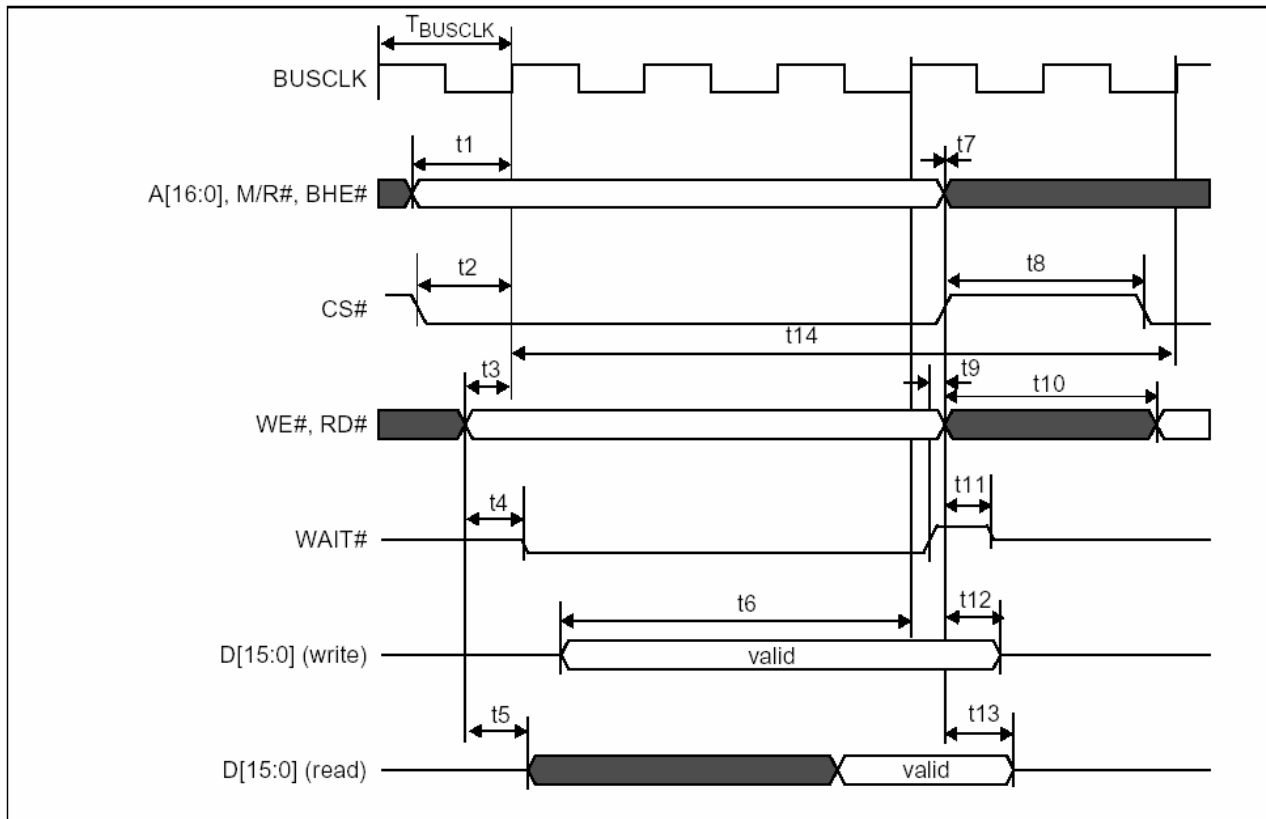 TBUSCLK
BUSCLK
t1
t7
A[16:0], M/R#, BHE#
t2
t8
CS#
t14
t3
t9
t10
WE#, RD#
t4
t11
WAIT#
t6
t12
D[15:0] (write)
valid
t5
t13
D[15:0] (read)
valid